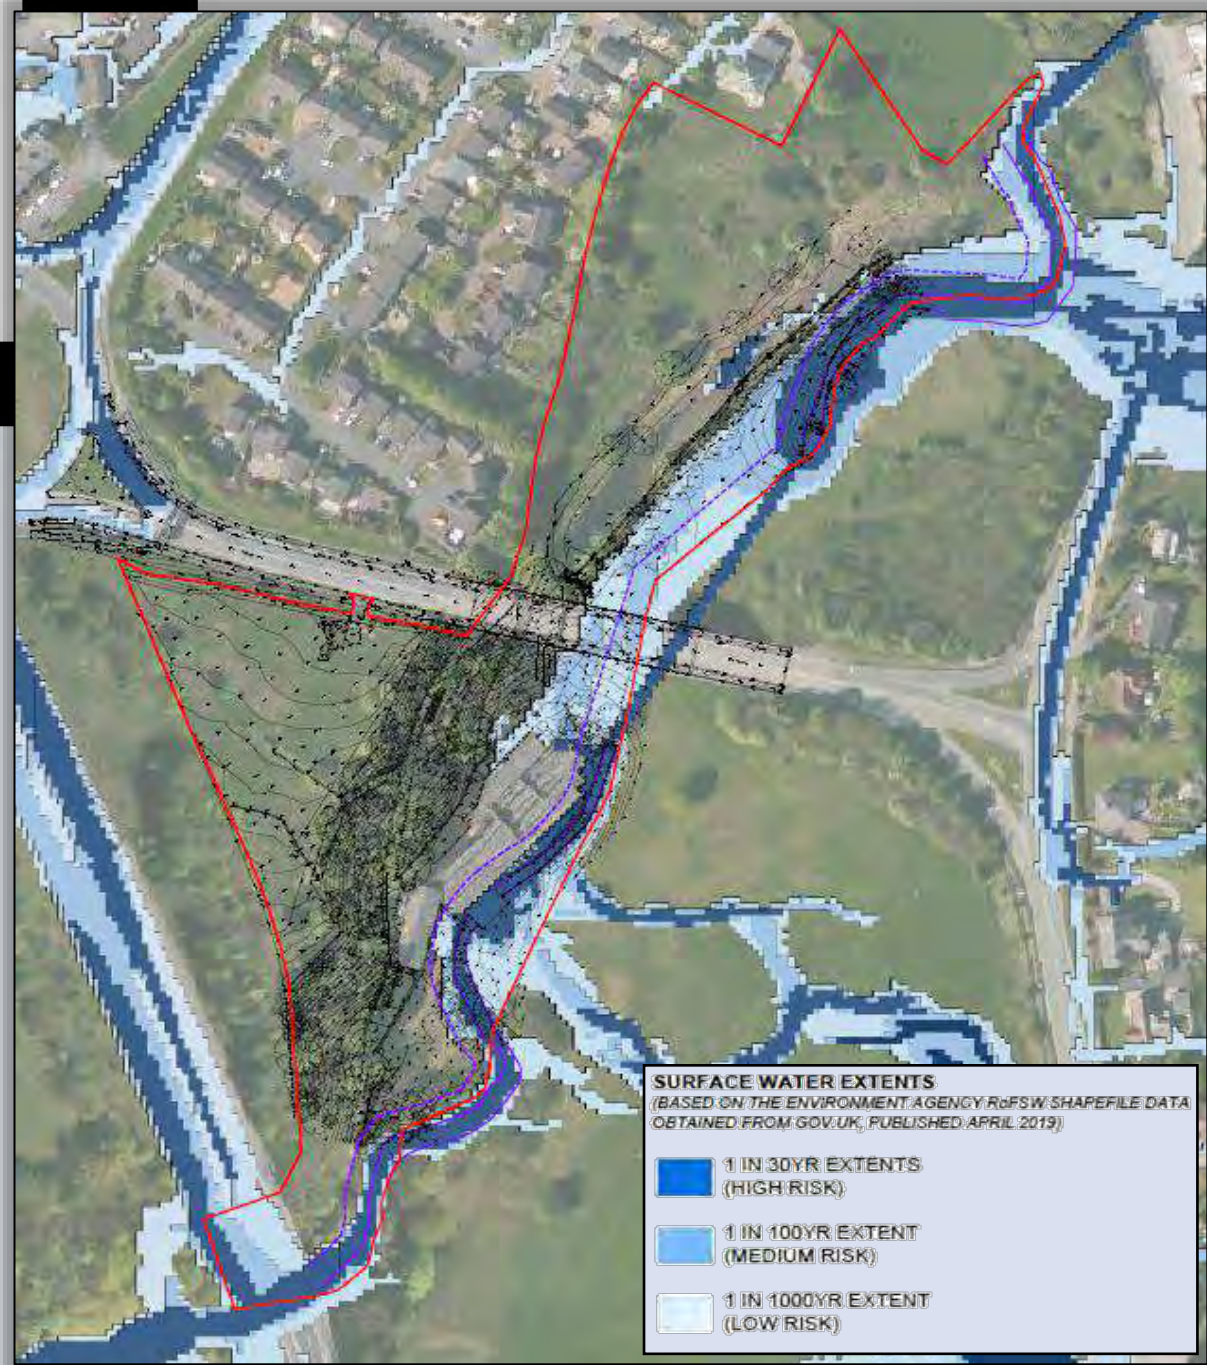 SURFACE WATER EXTENTS
(BASED ON THE ENVIRONMENT AGENCY RoFSW SHAPEFILE DATA
OBTAINED FROM GOV.UK, PUBLISHED APRIL 2019)
1 IN 30YR EXTENTS
(HIGH RISK)
1 IN 100YR EXTENT
(MEDIUM RISK)
1 IN 1000YR EXTENT
(LOW RISK)